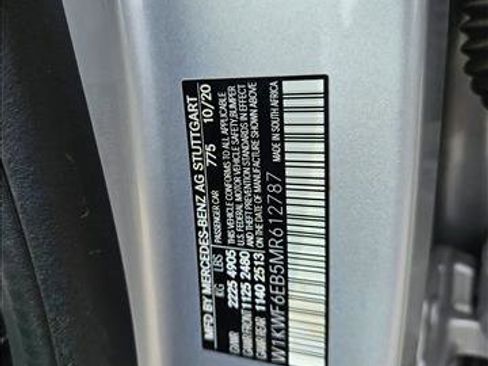 MFD BY MERCEDES-BENZ AG STUTTGART
PASSENGER CAR 775 10/20
KG LBS
GVWR 2225 4905
GAWR FRONT 1125 2480
GAWR REAR 1140 2513
THIS VEHICLE CONFORMS TO ALL APPLICABLE
U.S. FEDERAL MOTOR VEHICLE SAFETY, BUMPER
AND THEFT PREVENTION STANDARDS IN EFFECT
ON THE DATE OF MANUFACTURE SHOWN ABOVE
W1KWF6EB5MR612787 MADE IN SOUTH AFRICA